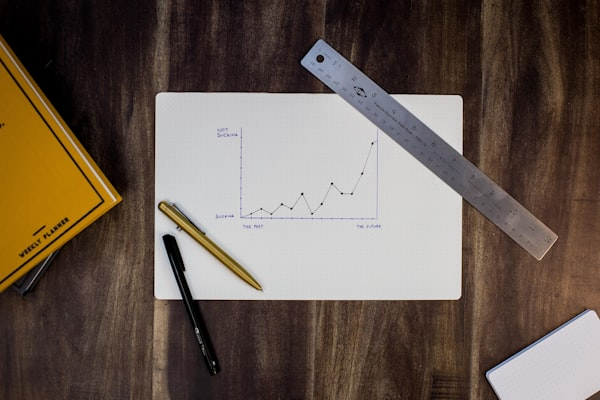 NOT
SUCKING
SUCKING
THE PAST
THE FUTURE
WEEKLY PLANNER